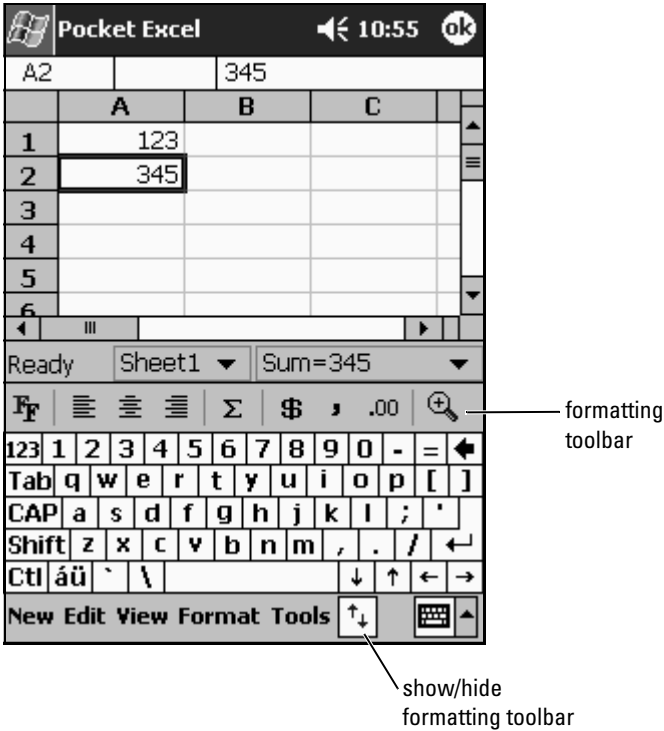 Pocket Excel 10:55 ok
A2 345
A B C
1 123
2 345
3
4
5
6
Ready Sheet1 Sum=345
FF Σ $ , .00
formatting
toolbar
123 1 2 3 4 5 6 7 8 9 0 - =
Tab q w e r t y u i o p [ ]
CAP a s d f g h j k l ; '
Shift z x c v b n m , . /
Ctl áü ` \ ↓ ↑ ← →
New Edit View Format Tools
show/hide
formatting toolbar